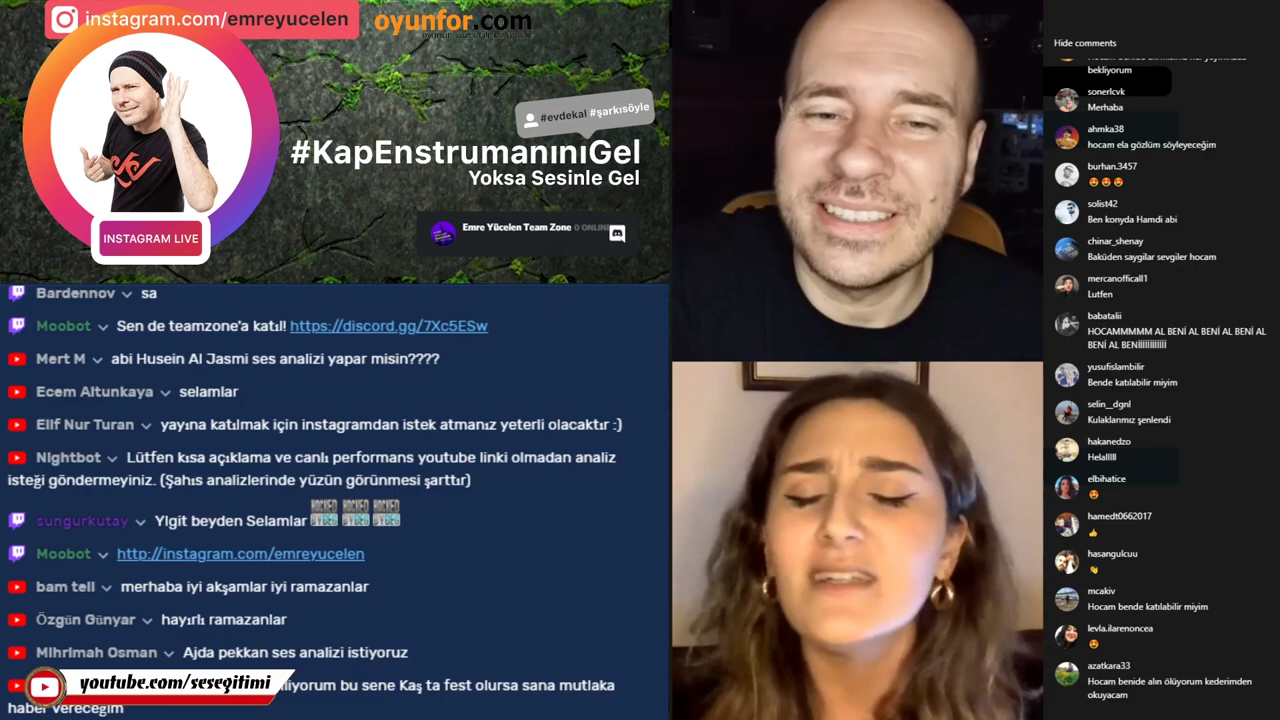 instagram.com/emreyucelen
oyunfor.com
#evdekal #şarkısöyle
#KapEnstrumanınıGel
Yoksa Sesinle Gel
INSTAGRAM LIVE
Emre Yücelen Team Zone 0 ONLINE
Bardennov sa
Moobot Sen de teamzone'a katıl! https://discord.gg/7Xc5ESw
Mert M abi Husein Al Jasmi ses analizi yapar misin????
Ecem Altunkaya selamlar
Elif Nur Turan yayına katılmak için instagramdan istek atmanız yeterli olacaktır :)
Nightbot Lütfen kısa açıklama ve canlı performans youtube linki olmadan analiz
isteği göndermeyiniz. (Şahıs analizlerinde yüzün görünmesi şarttır)
sungurkutay Yigit beyden Selamlar
Moobot http://instagram.com/emreyucelen
bam teli merhaba iyi akşamlar iyi ramazanlar
Özgün Günyar hayırlı ramazanlar
Mihrimah Osman Ajda pekkan ses analizi istiyoruz
bu sene Kaş ta fest olursa sana mutlaka
haber vereceğim
youtube.com/sesegitimi
Hide comments
bekliyorum
sonerlcvk
Merhaba
ahmka38
hocam ela gözlüm söyleyeceğim
burhan.3457
solist42
Ben konyda Hamdi abi
chinar_shenay
Baküden saygilar sevgiler hocam
mercanofficall1
Lutfen
babatalii
HOCAMMMMM AL BENİ AL BENİ AL BENİ AL
BENİ AL BENİİİİİİİİİİİİ
yusufislambilir
Bende katılabilir miyim
selin__dgnl
Kulaklarımız şenlendi
hakanedzo
Helalllll
elbihatice
hamedt0662017
hasangulcuu
mcakiv
Hocam bende katılabilir miyim
levla.ilarenoncea
azatkara33
Hocam benide alın ölüyorum kederimden
okuyacam